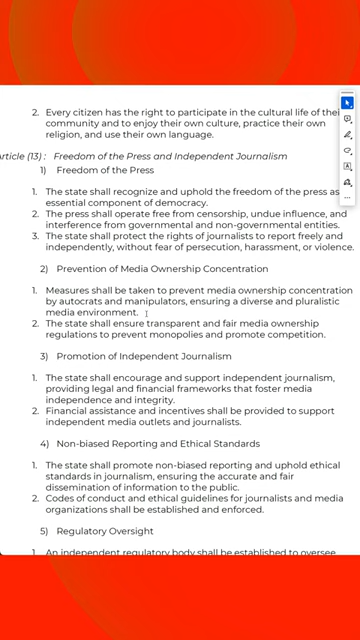 2. Every citizen has the right to participate in the cultural life of their
community and to enjoy their own culture, practice their own
religion, and use their own language.
Article (13) : Freedom of the Press and Independent Journalism
1) Freedom of the Press
1. The state shall recognize and uphold the freedom of the press as
essential component of democracy.
2. The press shall operate free from censorship, undue influence, and
interference from governmental and non-governmental entities.
3. The state shall protect the rights of journalists to report freely and
independently, without fear of persecution, harassment, or violence.
2) Prevention of Media Ownership Concentration
1. Measures shall be taken to prevent media ownership concentration
by autocrats and manipulators, ensuring a diverse and pluralistic
media environment.
2. The state shall ensure transparent and fair media ownership
regulations to prevent monopolies and promote competition.
3) Promotion of Independent Journalism
1. The state shall encourage and support independent journalism,
providing legal and financial frameworks that foster media
independence and integrity.
2. Financial assistance and incentives shall be provided to support
independent media outlets and journalists.
4) Non-biased Reporting and Ethical Standards
1. The state shall promote non-biased reporting and uphold ethical
standards in journalism, ensuring the accurate and fair
dissemination of information to the public.
2. Codes of conduct and ethical guidelines for journalists and media
organizations shall be established and enforced.
5) Regulatory Oversight
1. An independent regulatory body shall be established to oversee